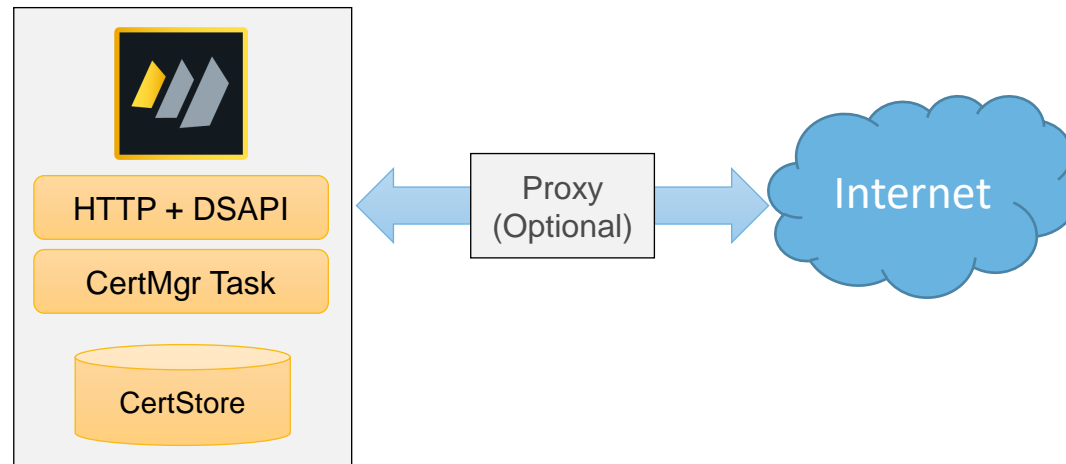 HTTP + DSAPI
CertMgr Task
CertStore
Proxy
(Optional)
Internet